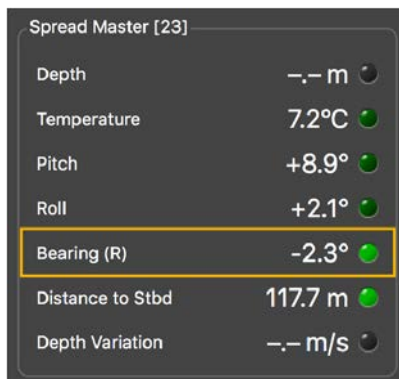 Spread Master [23]
Depth –.– m
Temperature 7.2°C
Pitch +8.9°
Roll +2.1°
Bearing (R) -2.3°
Distance to Stbd 117.7 m
Depth Variation –.– m/s